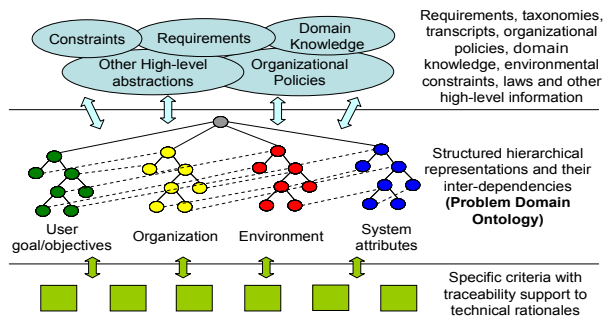 Constraints
Requirements
Domain
Knowledge
Other High-level
abstractions
Organizational
Policies
Requirements, taxonomies,
transcripts, organizational
policies, domain
knowledge, environmental
constraints, laws and other
high-level information
Structured hierarchical
representations and their
inter-dependencies
(Problem Domain
Ontology)
User
goal/objectives
Organization
Environment
System
attributes
Specific criteria with
traceability support to
technical rationales